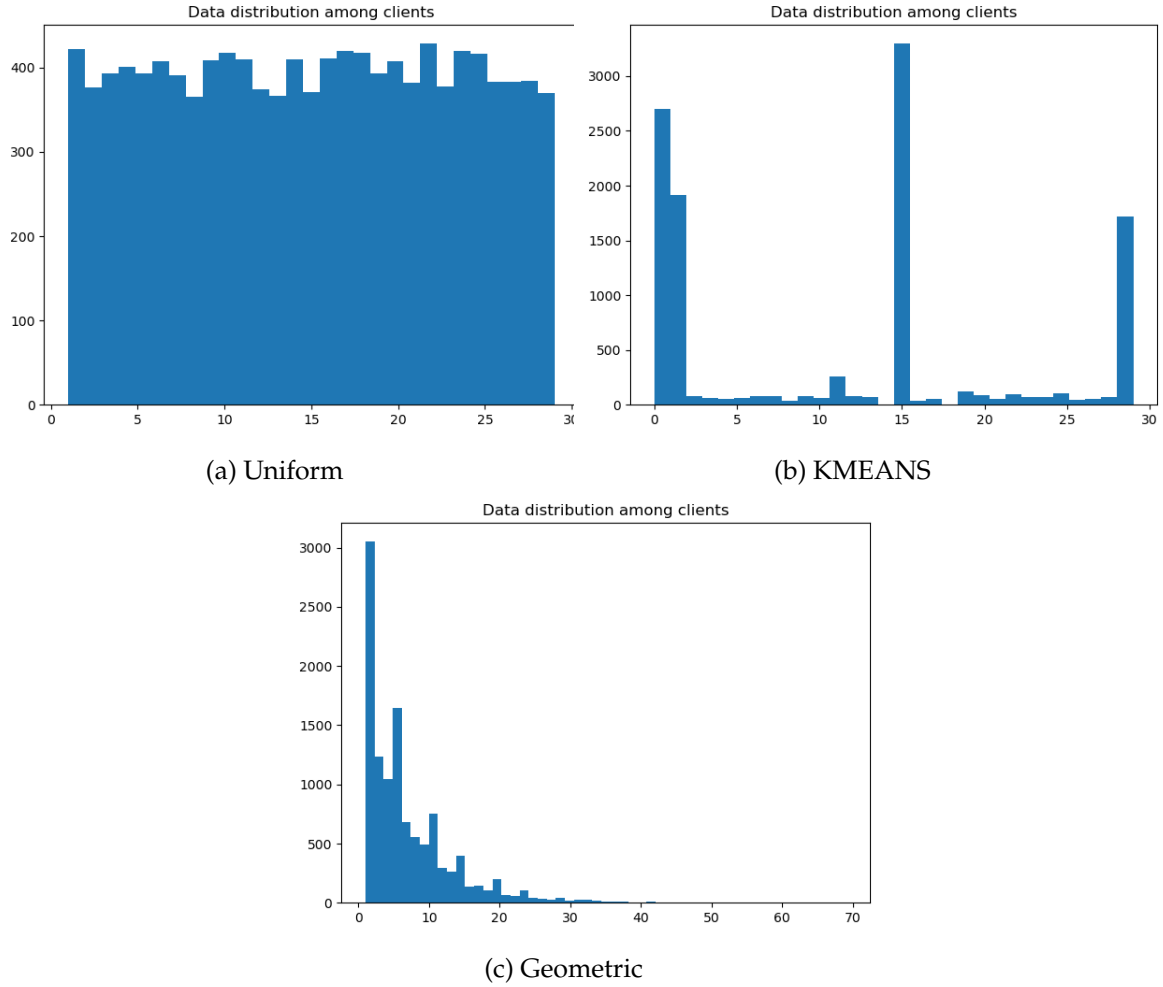 Data distribution among clients
400
300
200
100
0
0 5 10 15 20 25 30
(a) Uniform
Data distribution among clients
3000
2500
2000
1500
1000
500
0
0 5 10 15 20 25 30
(b) KMEANS
Data distribution among clients
3000
2500
2000
1500
1000
500
0
0 10 20 30 40 50 60 70
(c) Geometric